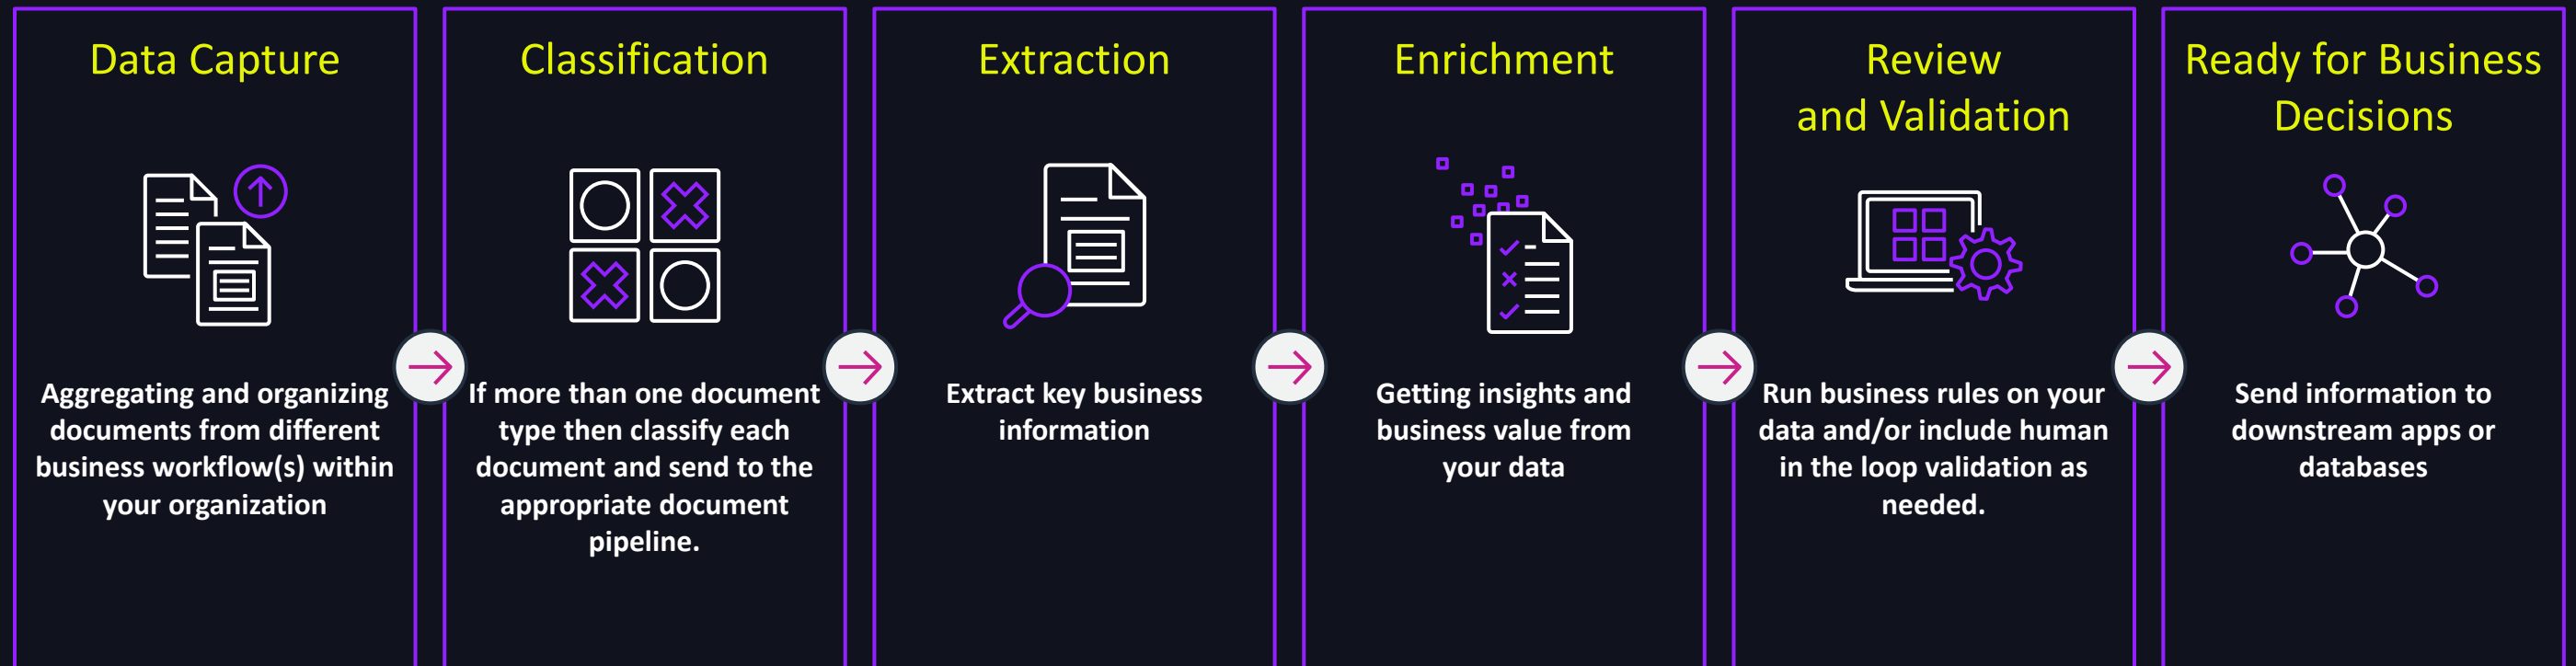 Data Capture
Aggregating and organizing
documents from different
business workflow(s) within
your organization
Classification
If more than one document
type then classify each
document and send to the
appropriate document
pipeline.
Extraction
Extract key business
information
Enrichment
Getting insights and
business value from
your data
Review
and Validation
Run business rules on your
data and/or include human
in the loop validation as
needed.
Ready for Business
Decisions
Send information to
downstream apps or
databases